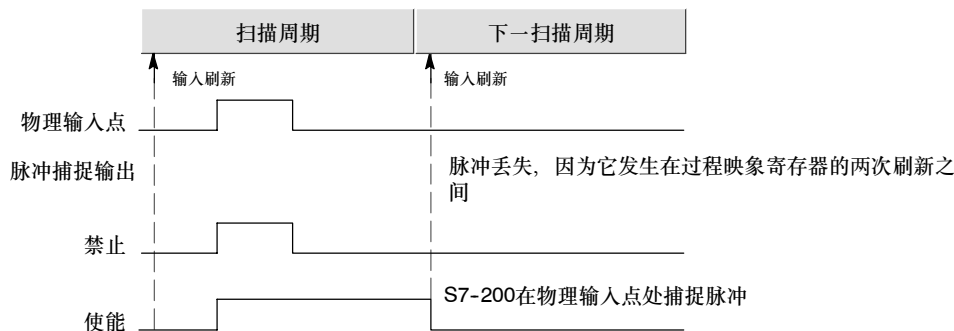 扫描周期 下一扫描周期
输入刷新 输入刷新
物理输入点
脉冲捕捉输出
脉冲丢失，因为它发生在过程映象寄存器的两次刷新之
间
禁止
S7-200在物理输入点处捕捉脉冲
使能